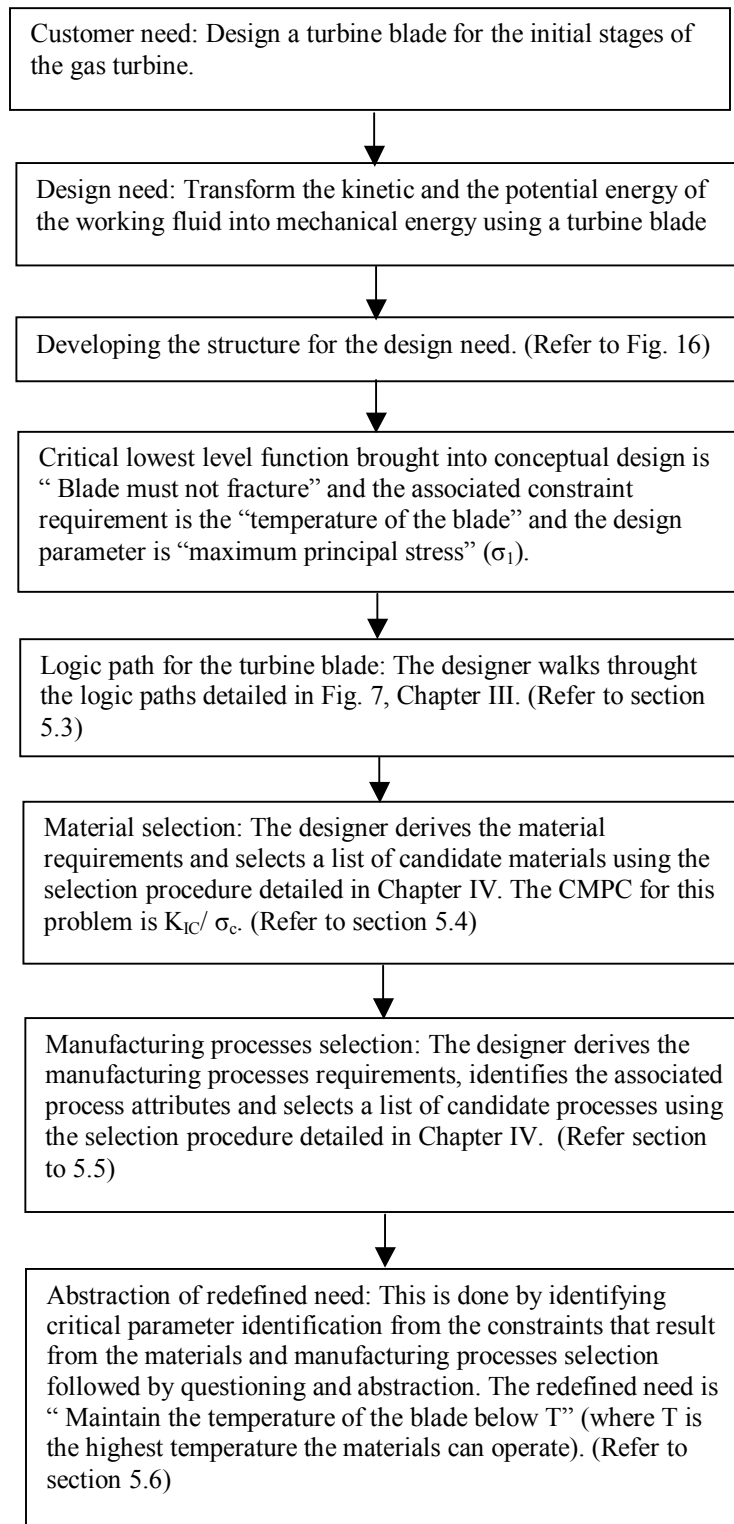 Customer need: Design a turbine blade for the initial stages of
the gas turbine.
Design need: Transform the kinetic and the potential energy of
the working fluid into mechanical energy using a turbine blade
Developing the structure for the design need. (Refer to Fig. 16)
Critical lowest level function brought into conceptual design is
“ Blade must not fracture” and the associated constraint
requirement is the “temperature of the blade” and the design
parameter is “maximum principal stress” (σ₁).
Logic path for the turbine blade: The designer walks throught
the logic paths detailed in Fig. 7, Chapter III. (Refer to section
5.3)
Material selection: The designer derives the material
requirements and selects a list of candidate materials using the
selection procedure detailed in Chapter IV. The CMPC for this
problem is K_IC/ σ_c. (Refer to section 5.4)
Manufacturing processes selection: The designer derives the
manufacturing processes requirements, identifies the associated
process attributes and selects a list of candidate processes using
the selection procedure detailed in Chapter IV.  (Refer section
to 5.5)
Abstraction of redefined need: This is done by identifying
critical parameter identification from the constraints that result
from the materials and manufacturing processes selection
followed by questioning and abstraction. The redefined need is
“ Maintain the temperature of the blade below T” (where T is
the highest temperature the materials can operate). (Refer to
section 5.6)